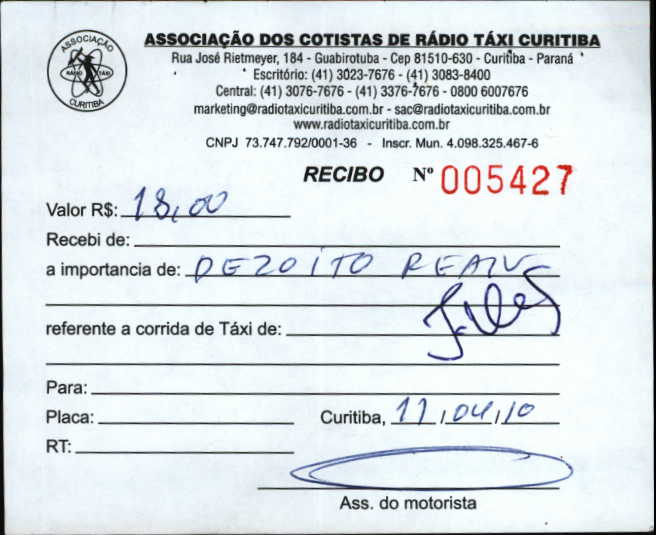 ASSOCIAÇÃO
RÁDIO TÁXI
CURITIBA
ASSOCIAÇÃO DOS COTISTAS DE RÁDIO TÁXI CURITIBA
Rua José Rietmeyer, 184 - Guabirotuba - Cep 81510-630 - Curitiba - Paraná
Escritório: (41) 3023-7676 - (41) 3083-8400
Central: (41) 3076-7676 - (41) 3376-7676 - 0800 6007676
marketing@radiotaxicuritiba.com.br - sac@radiotaxicuritiba.com.br
www.radiotaxicuritiba.com.br
CNPJ 73.747.792/0001-36 - Inscr. Mun. 4.098.325.467-6
RECIBO Nº 005427
Valor R$: 18,00
Recebi de:
a importancia de: DEZOITO
referente a corrida de Táxi de:
Para:
Placa: Curitiba, 11/04/10
RT:
Ass. do motorista